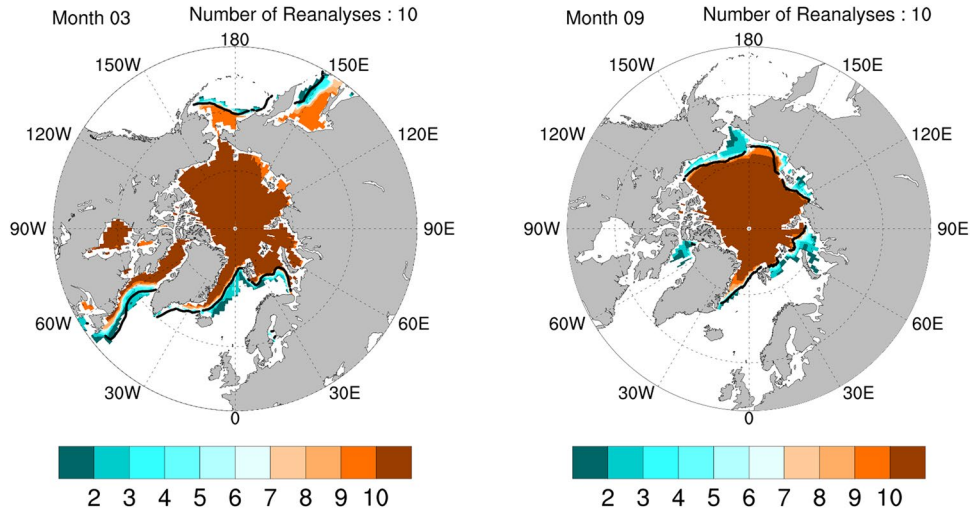 Month 03 Number of Reanalyses : 10
180
150W 150E
120W 120E
90W 90E
60W 60E
30W 30E
0
2 3 4 5 6 7 8 9 10
Month 09 Number of Reanalyses : 10
180
150W 150E
120W 120E
90W 90E
60W 60E
30W 30E
0
2 3 4 5 6 7 8 9 10